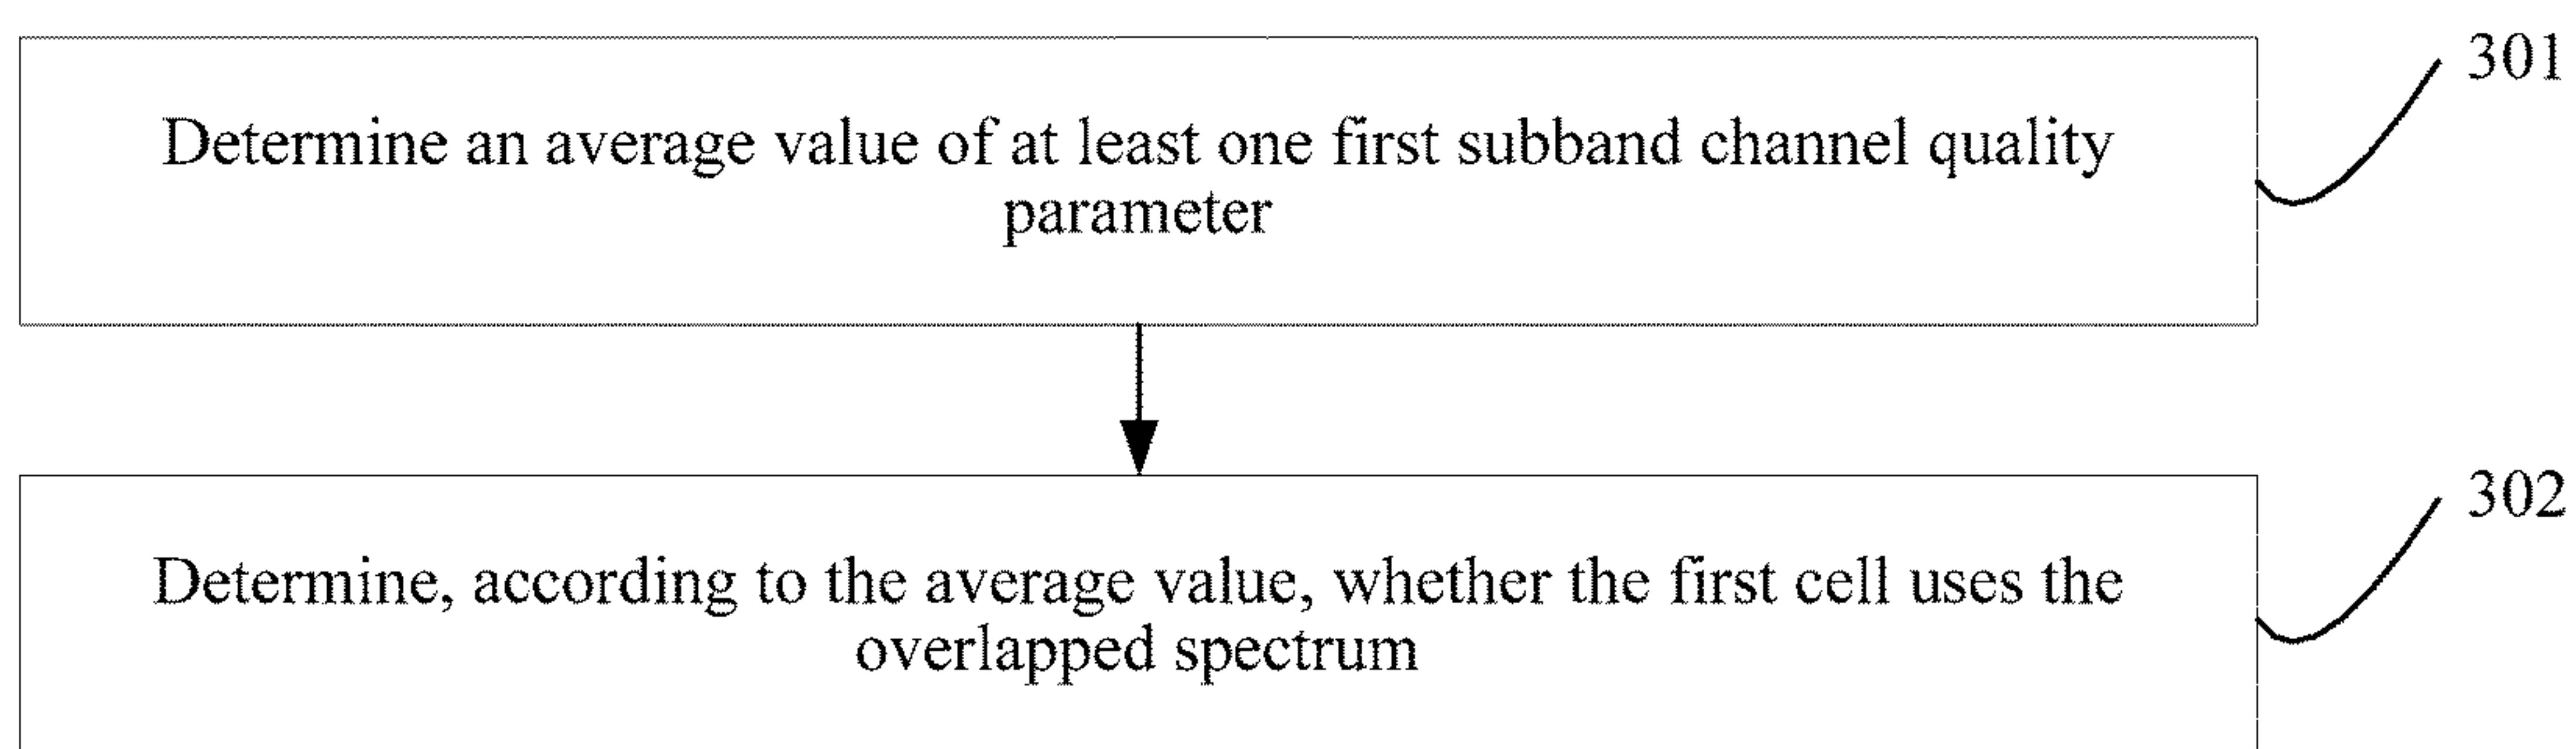 301
Determine an average value of at least one first subband channel quality
parameter
302
Determine, according to the average value, whether the first cell uses the
overlapped spectrum